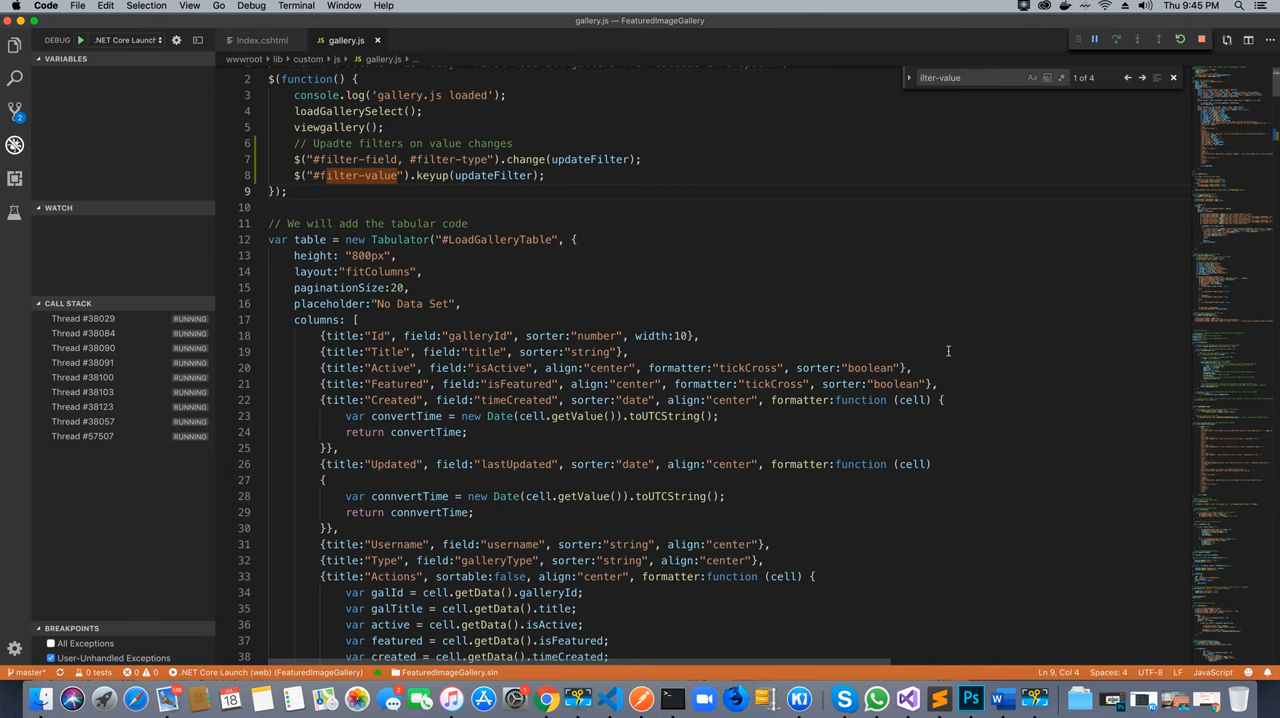 Code File Edit Selection View Go Debug Terminal Window Help Thu 9:45 PM
gallery.js — FeaturedImageGallery
DEBUG .NET Core Launch Index.cshtml gallery.js
VARIABLES
wwwroot › lib › custom › js › gallery.js › ...
ilter-value 1 of 4
2 $(function() {
3 console.log('gallery.js loaded');
4 loadGallerySelect();
5 viewgallery();
6 // Upadte filters on value changes
7 $("#filter-field, #filter-type").change(updateFilter);
8 $("#filter-value").keyup(updateFilter);
9 });
WATCH
10
11 // We will add the tabular code
12 var table = new Tabulator("#LoadGalleryTable", {
13 height: "800px",
14 layout:"fitColumns",
15 paginationSize:20,
16 placeholder:"No Data Set",
17 columns:[
CALL STACK
Thread #38029 RUNNING
Thread #38084 RUNNING
Thread #38090 RUNNING
Thread #38091 RUNNING
Thread #38100 RUNNING
Thread #38103 RUNNING
Thread #38123 RUNNING
Thread #38057 RUNNING
Thread #57507 RUNNING
18 {title:"Id", field:"galleryId", sorter:"number", width:10},
19 {title:"Title", field:"title", sorter:"string"},
20 {title:"Active", align:"center", formatter:"tickCross", sorter:"boolean"},
21 {title:"Fetured", align:"center", formatter:"tickCross", sorter:"boolean"},
22 {title:"Created", sorter:"date", align:"center", formatter:function (cell) {
23 var convertTime = new Date(cell.getValue()).toUTCString();
24 return convertTime;
25 }},
26 {title:"Updated", sorter:"date", align:"center", formatter:function (cell)
27
28 var connvertTime = new Date(cell.getValue()).toUTCString();
29 return connvertTime;
30 }},
31 {title:"Username", field:"username", sorter:"string", align:"center"},
32 {title:"Type", sorter:"string", align:"center"},
33 {title:"Action", align:"center", formatter:function (cell) {
34 var galId = cell.getData().galleryId;
35 var galTitle = cell.getData().title;
36 var active = cell.getData().isActive;
37 var featured = cell.getData().isFeatured;
38 var created = cell.getData().timeCreated;
BREAKPOINTS
All Exceptions
User-Unhandled Exceptions
master* 0 tests 0 0 .NET Core Launch (web) (FeaturedImageGallery) FeaturedImageGallery.sln Ln 9, Col 4 Spaces: 4 UTF-8 LF JavaScript